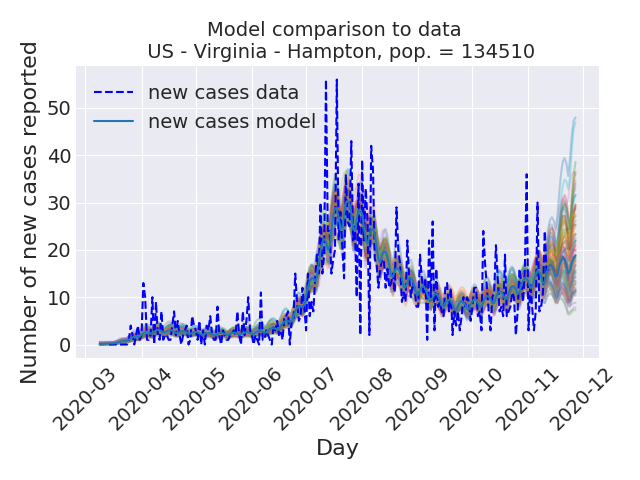 Model comparison to data
US - Virginia - Hampton, pop. = 134510
Number of new cases reported
50
40
30
20
10
0
new cases data
new cases model
2020-03
2020-04
2020-05
2020-06
2020-07
2020-08
2020-09
2020-10
2020-11
2020-12
Day